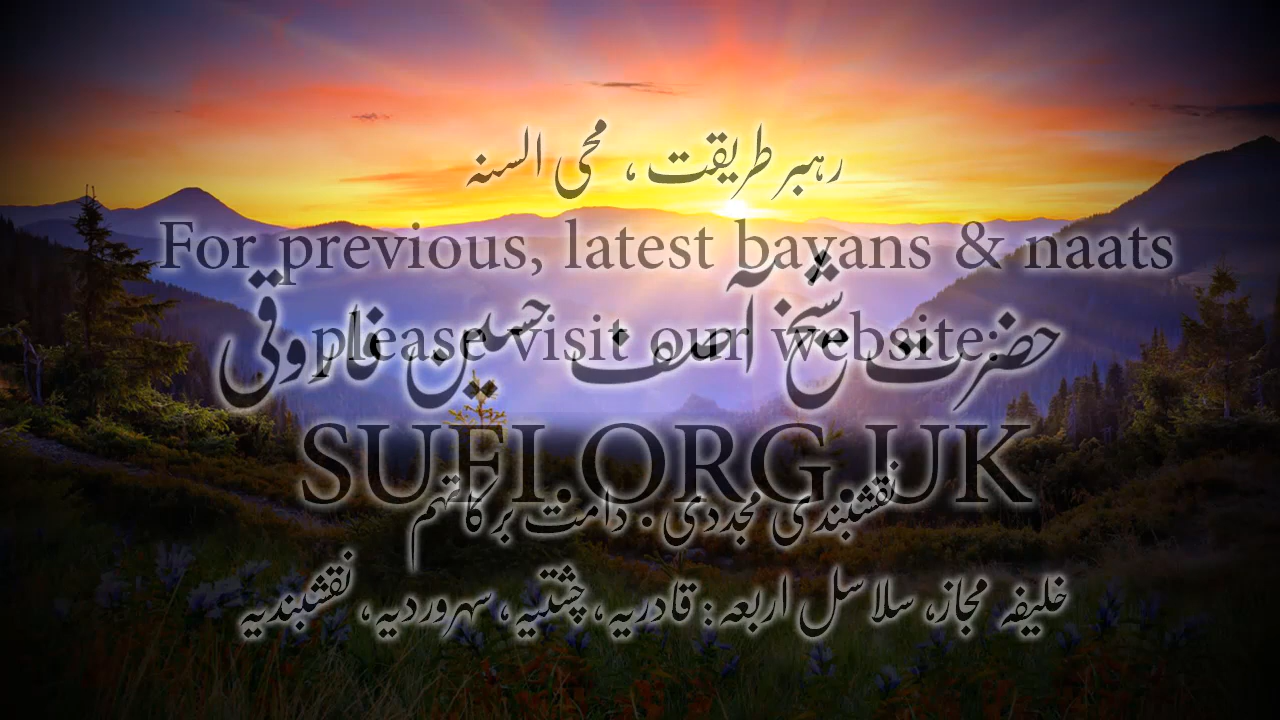 رہبر طریقت، محی السنہ
For previous, latest bayans & naats
حضرت شیخ آصف حسین فاروقی
please visit our website:
SUFI.ORG.UK
نقشبندی مجددی . دامت برکاتہم
خلیفہ مجاز، سلاسل اربعہ: قادریہ، چشتیہ، سہروردیہ، نقشبندیہ